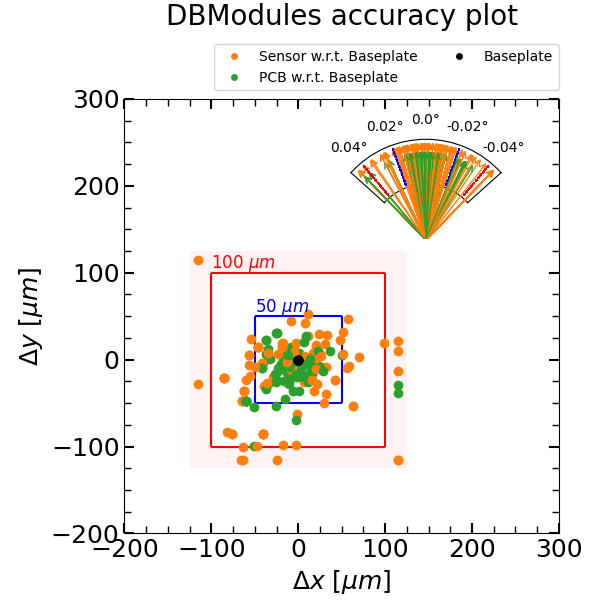 DBModules accuracy plot
Sensor w.r.t. Baseplate
Baseplate
PCB w.r.t. Baseplate
300
200
100
0
−100
−200
−200
−100
0
100
200
300
Δy [μm]
Δx [μm]
0.04°
0.02°
0.0°
-0.02°
-0.04°
100 μm
50 μm